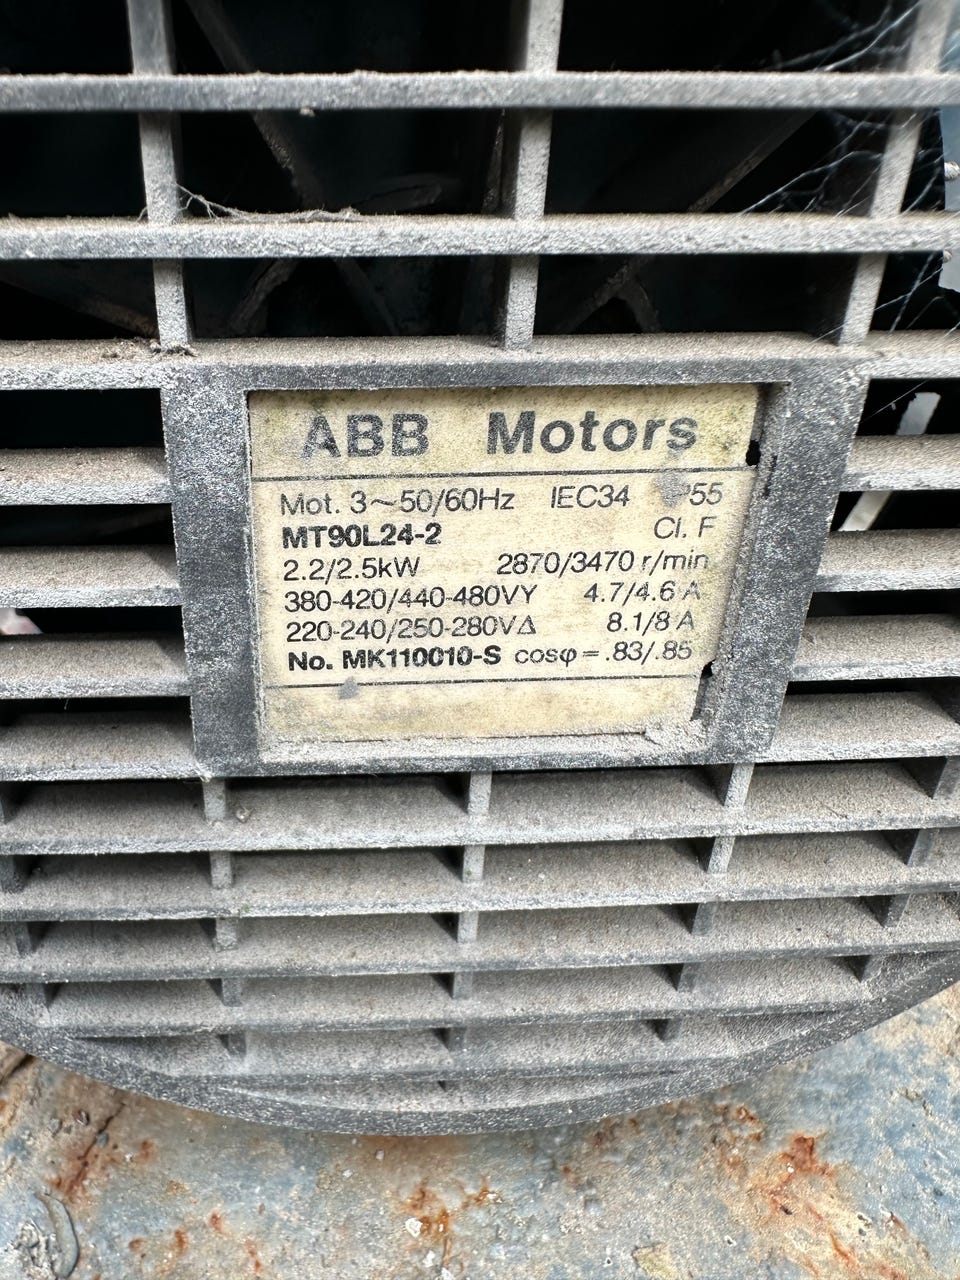 ABB Motors
Mot. 3~50/60Hz IEC34 IP55
MT90L24-2 Cl. F
2.2/2.5kW 2870/3470 r/min
380-420/440-480VY 4.7/4.6 A
220-240/250-280VΔ 8.1/8 A
No. MK110010-S cosφ = .83/.85